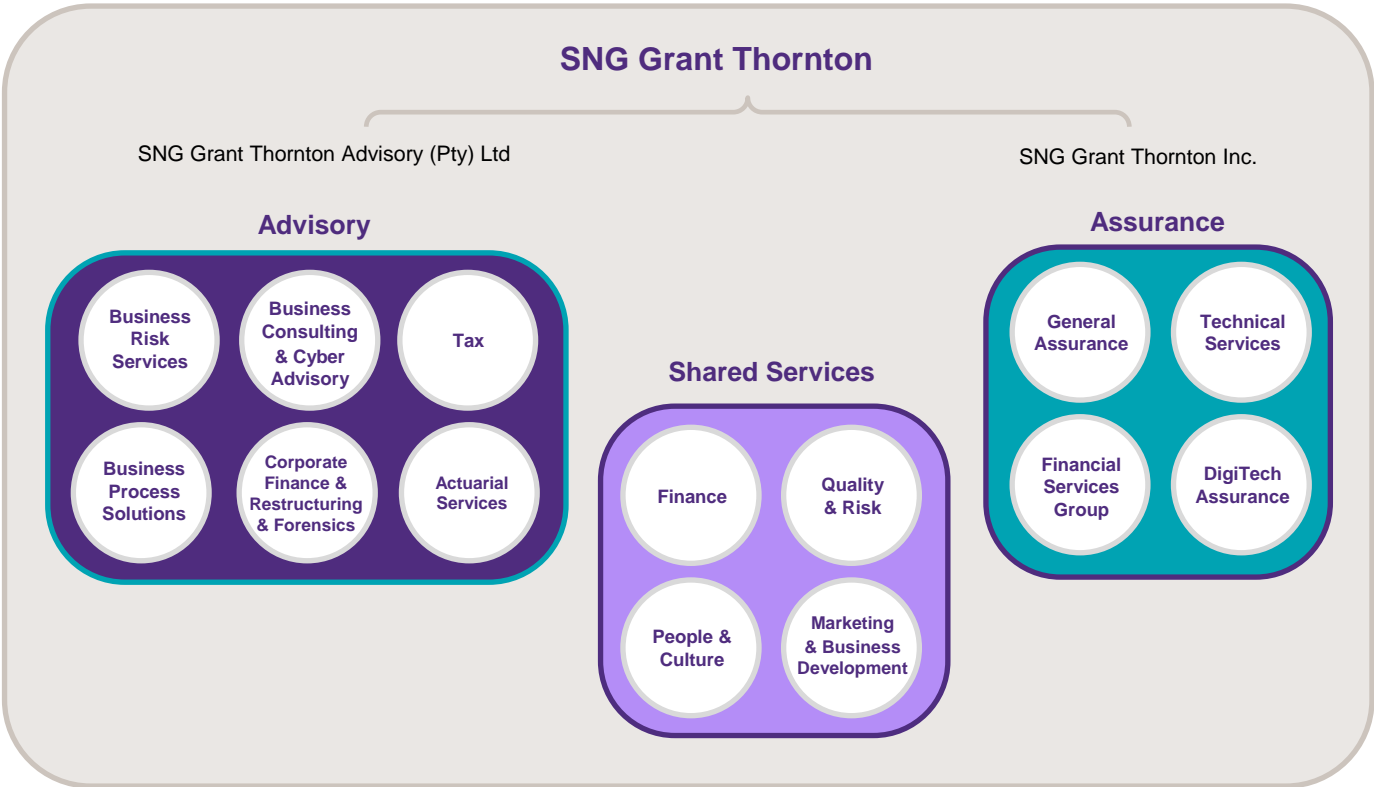 SNG Grant Thornton
SNG Grant Thornton Advisory (Pty) Ltd
SNG Grant Thornton Inc.
Advisory
Business
Risk
Services
Business
Consulting
& Cyber
Advisory
Tax
Business
Process
Solutions
Corporate
Finance &
Restructuring
& Forensics
Actuarial
Services
Shared Services
Finance
Quality
& Risk
People &
Culture
Marketing
& Business
Development
Assurance
General
Assurance
Technical
Services
Financial
Services
Group
DigiTech
Assurance